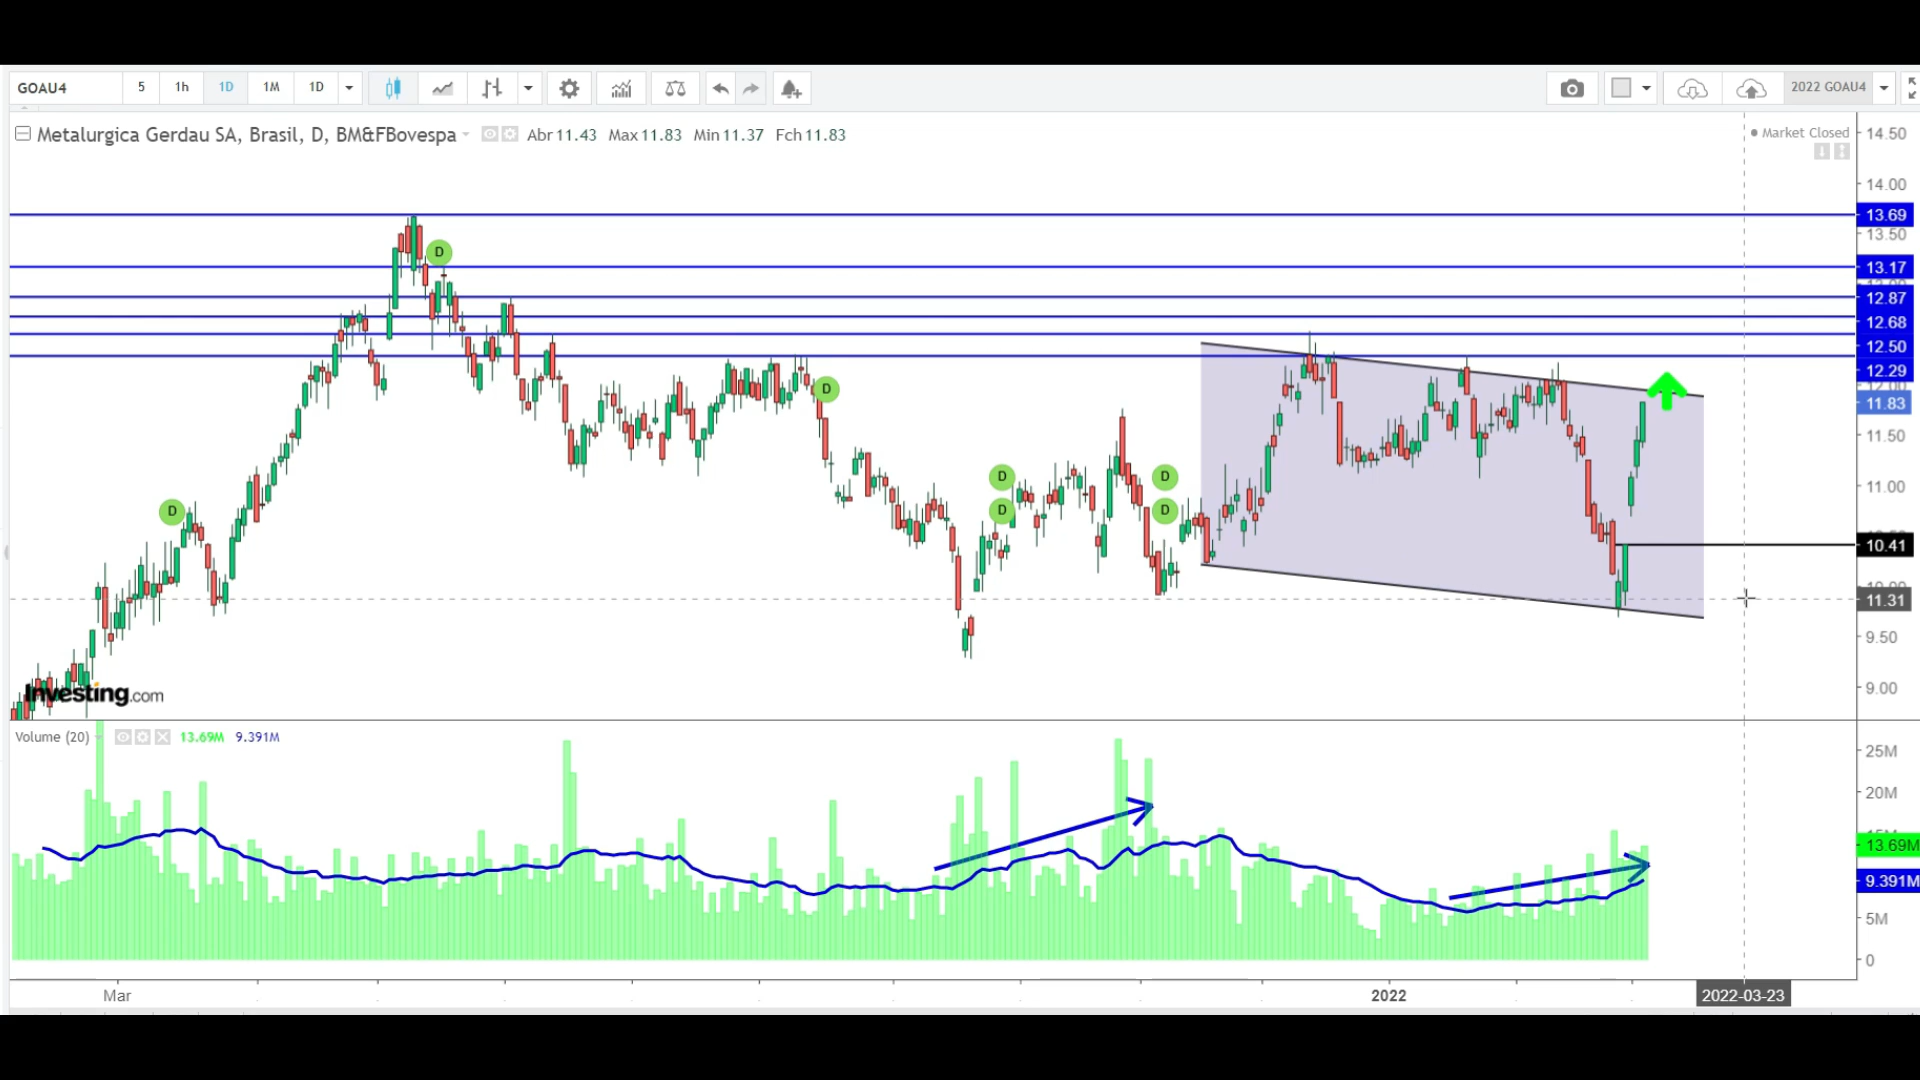 GOAU4 5 1h 1D 1M 1D 2022 GOAU4
Metalurgica Gerdau SA, Brasil, D, BM&FBovespa Abr 11.43 Max 11.83 Min 11.37 Fch 11.83
Market Closed
14.50
14.00
13.69
13.50
13.17
12.87
12.68
12.50
12.29
12.00
11.83
11.50
11.00
10.41
10.00
11.31
9.50
9.00
D
D
D
D
D
D
D
Investing.com
Volume (20) 13.69M 9.391M
25M
20M
13.69M
9.391M
5M
0
Mar 2022 2022-03-23